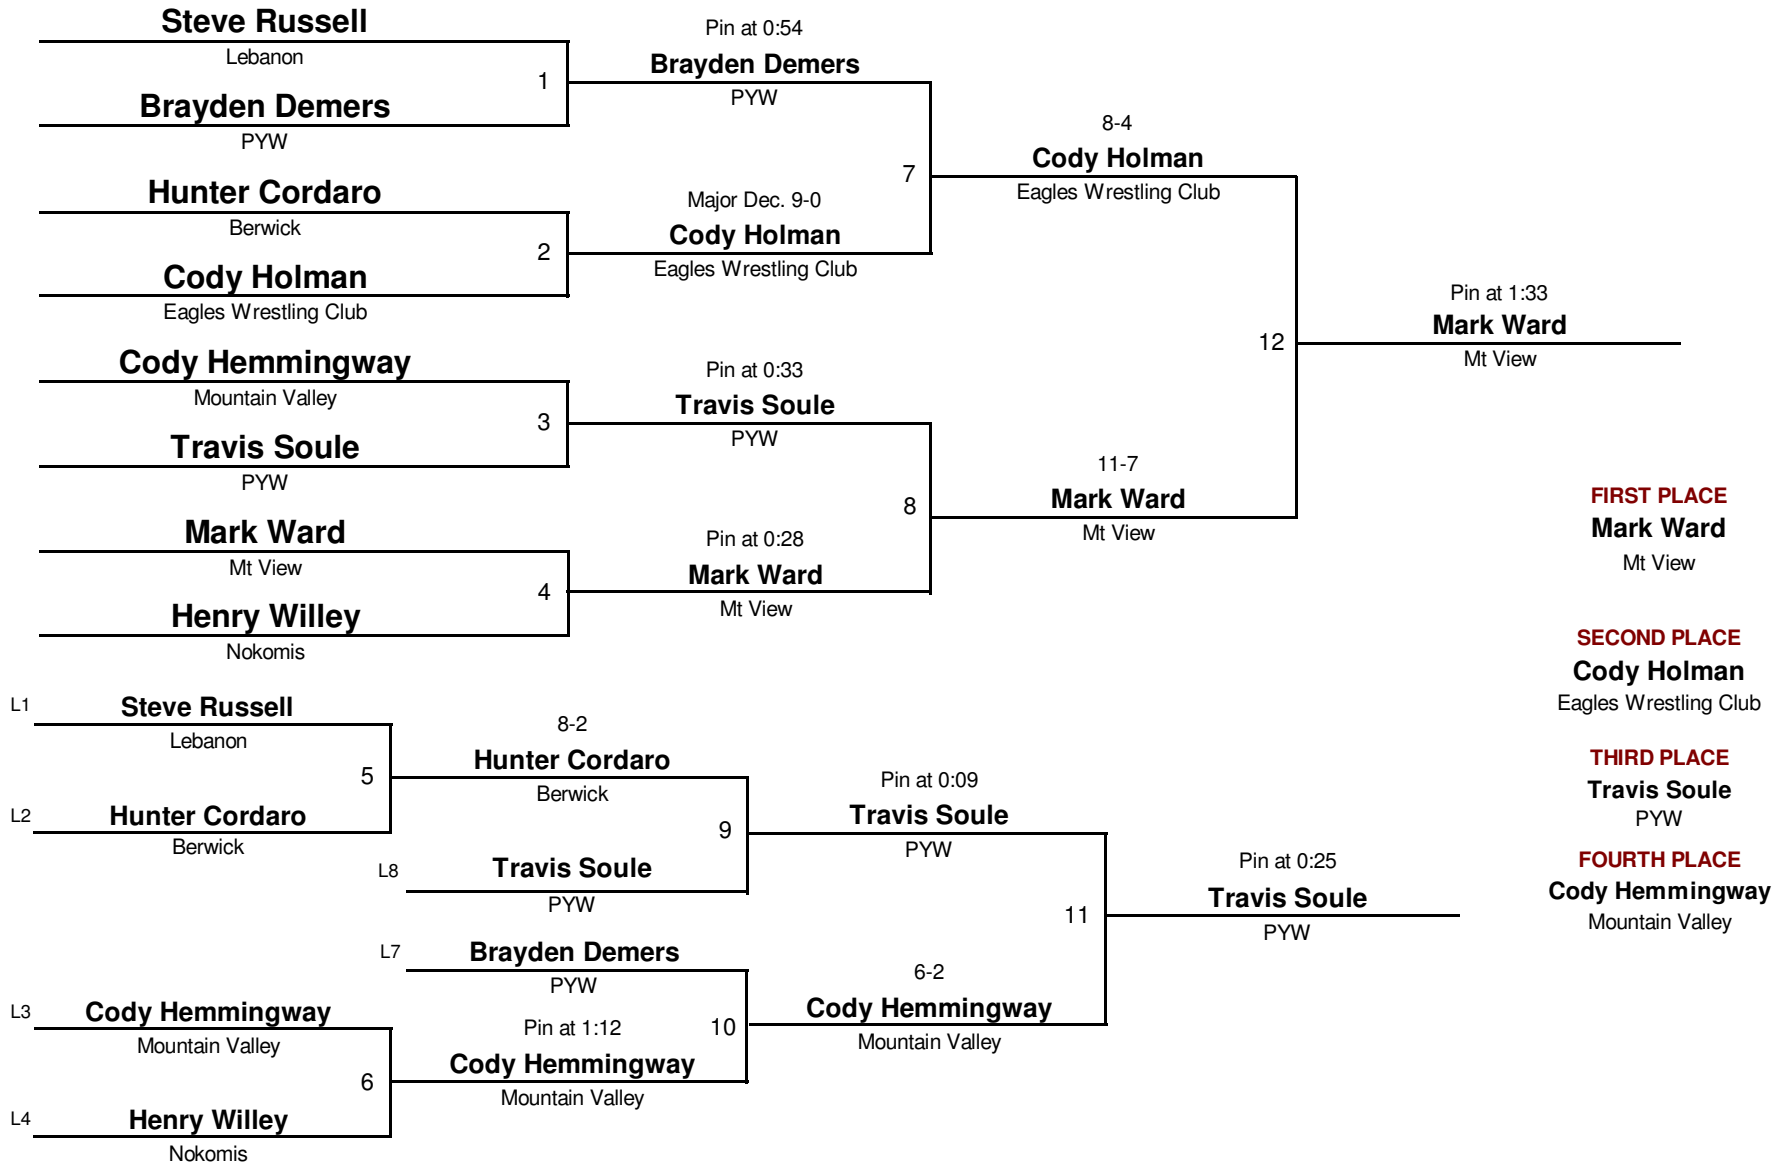 Steve Russell
Lebanon
1
Brayden Demers
PYW
Pin at 0:54
Brayden Demers
PYW
Hunter Cordaro
Berwick
2
Cody Holman
Eagles Wrestling Club
Major Dec. 9-0
Cody Holman
Eagles Wrestling Club
7
8-4
Cody Holman
Eagles Wrestling Club
Cody Hemmingway
Mountain Valley
3
Travis Soule
PYW
Pin at 0:33
Travis Soule
PYW
Mark Ward
Mt View
4
Henry Willey
Nokomis
Pin at 0:28
Mark Ward
Mt View
8
11-7
Mark Ward
Mt View
12
Pin at 1:33
Mark Ward
Mt View
FIRST PLACE
Mark Ward
Mt View
SECOND PLACE
Cody Holman
Eagles Wrestling Club
THIRD PLACE
Travis Soule
PYW
FOURTH PLACE
Cody Hemmingway
Mountain Valley
L1
Steve Russell
Lebanon
5
L2
Hunter Cordaro
Berwick
8-2
Hunter Cordaro
Berwick
9
L8
Travis Soule
PYW
Pin at 0:09
Travis Soule
PYW
L7
Brayden Demers
PYW
L3
Cody Hemmingway
Mountain Valley
6
L4
Henry Willey
Nokomis
Pin at 1:12
Cody Hemmingway
Mountain Valley
10
6-2
Cody Hemmingway
Mountain Valley
11
Pin at 0:25
Travis Soule
PYW